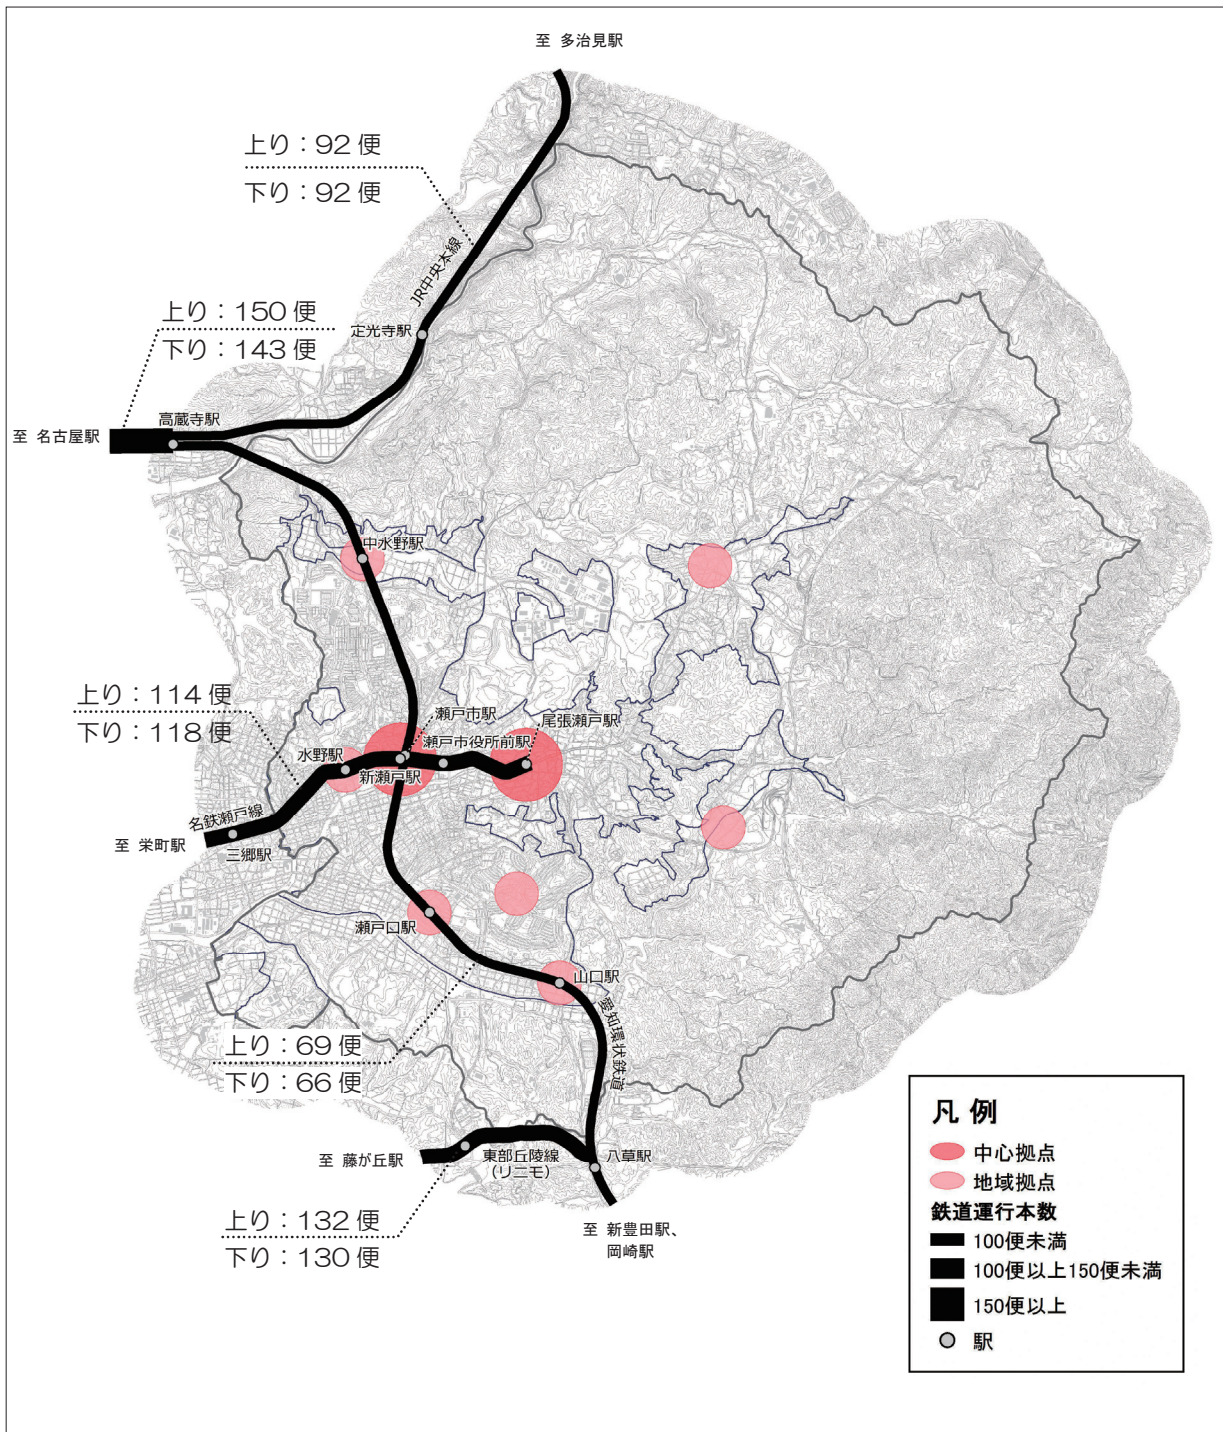 至 多治見駅
上り：92 便
下り：92 便
JR中央本線
定光寺駅
上り：150 便
下り：143 便
高蔵寺駅
至 名古屋駅
中水野駅
上り：114 便
下り：118 便
瀬戸市駅
尾張瀬戸駅
瀬戸市役所前駅
水野駅
新瀬戸駅
名鉄瀬戸線
至 栄町駅
三郷駅
瀬戸口駅
山口駅
愛知環状鉄道
上り：69 便
下り：66 便
至 藤が丘駅
東部丘陵線
（リニモ）
八草駅
上り：132 便
下り：130 便
至 新豊田駅、
岡崎駅
凡 例
中心拠点
地域拠点
鉄道運行本数
100便未満
100便以上150便未満
150便以上
駅